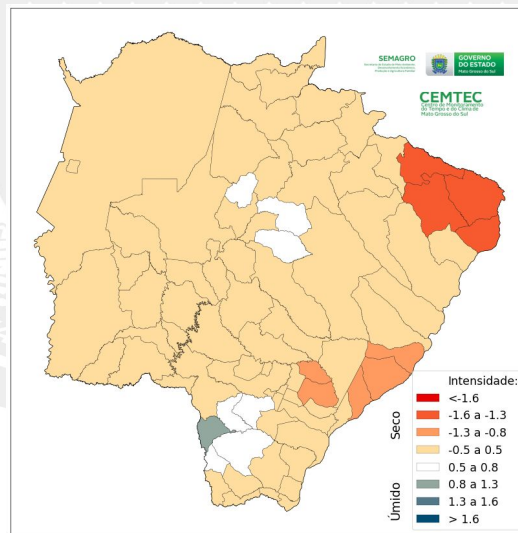 SEMAGRO
GOVERNO
DO ESTADO
Mato Grosso do Sul
CEMTEC
Centro de Monitoramento
de Tempo e do Clima de
Mato Grosso do Sul
Intensidade:
Seco
<-1.6
-1.6 a -1.3
-1.3 a -0.8
-0.5 a 0.5
0.5 a 0.8
Úmido
0.8 a 1.3
1.3 a 1.6
> 1.6